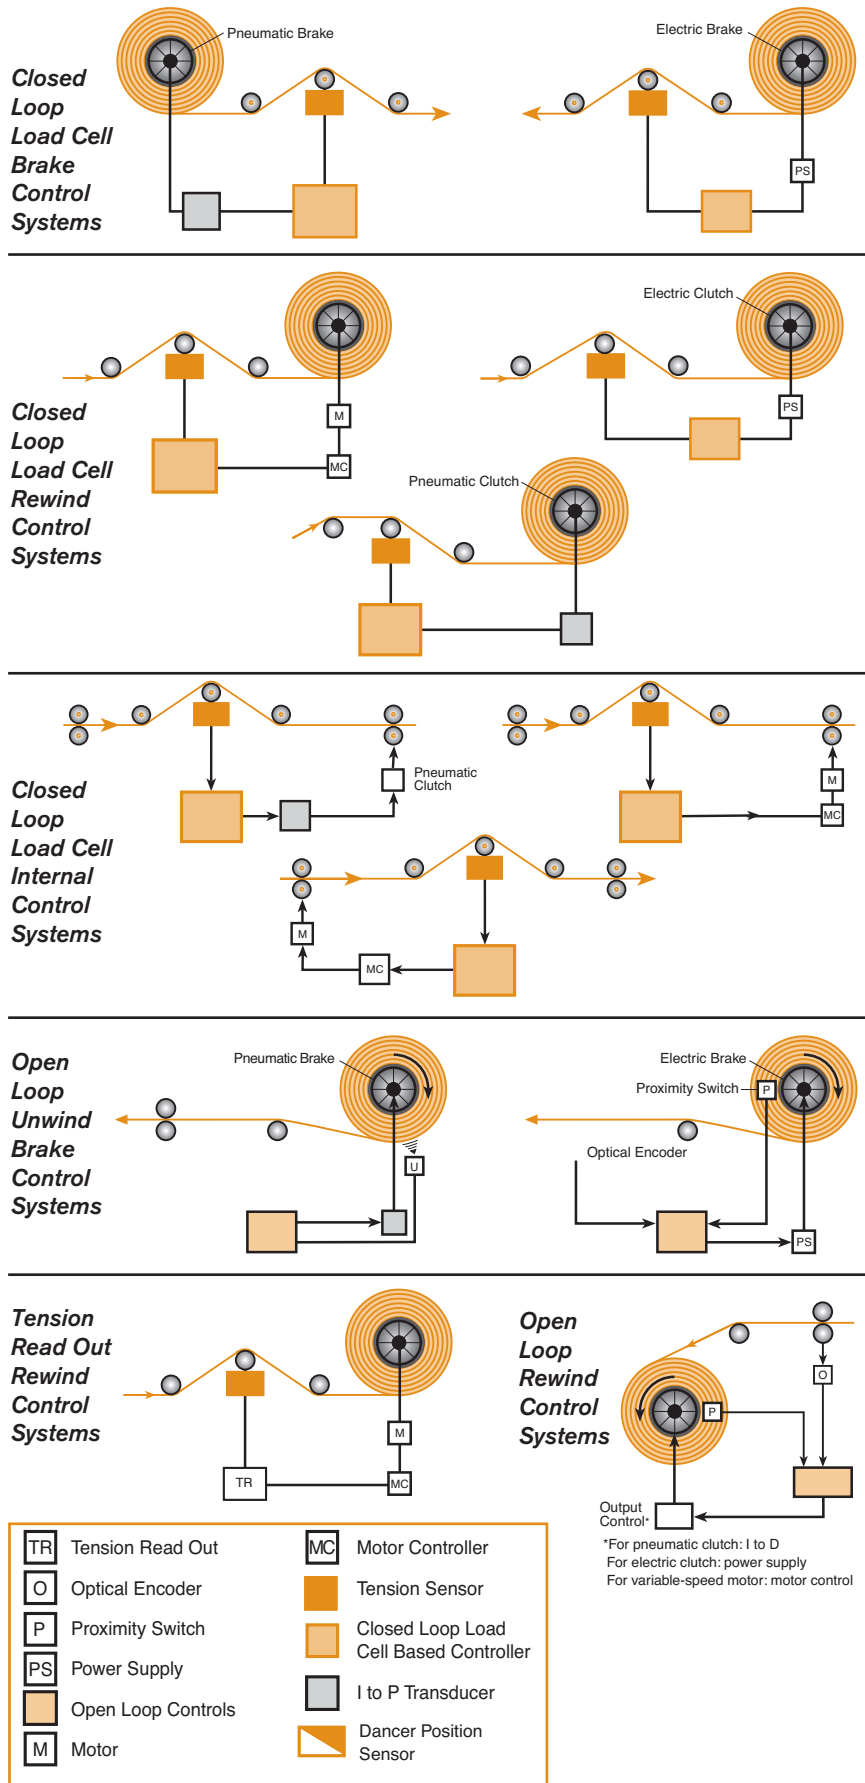 Closed
Loop
Load Cell
Brake
Control
Systems
Pneumatic Brake
Electric Brake
PS
Closed
Loop
Load Cell
Rewind
Control
Systems
M
MC
Electric Clutch
PS
Pneumatic Clutch
Closed
Loop
Load Cell
Internal
Control
Systems
Pneumatic
Clutch
M
MC
M
MC
Open
Loop
Unwind
Brake
Control
Systems
Pneumatic Brake
U
Electric Brake
Proximity Switch
P
Optical Encoder
PS
Tension
Read Out
Rewind
Control
Systems
M
TR
MC
Open
Loop
Rewind
Control
Systems
O
P
Output
Control*
*For pneumatic clutch: I to D
For electric clutch: power supply
For variable-speed motor: motor control
TR Tension Read Out
O Optical Encoder
P Proximity Switch
PS Power Supply
Open Loop Controls
M Motor
MC Motor Controller
Tension Sensor
Closed Loop Load
Cell Based Controller
I to P Transducer
Dancer Position
Sensor